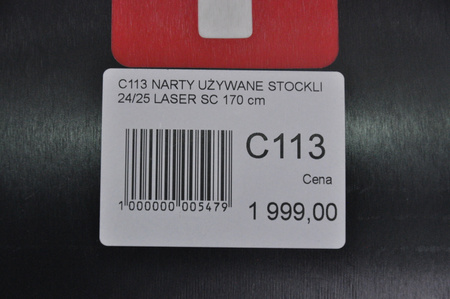 C113 NARTY UŻYWANE STOCKLI
24/25 LASER SC 170 cm
C113
Cena
1 000000 005479
1 999,00